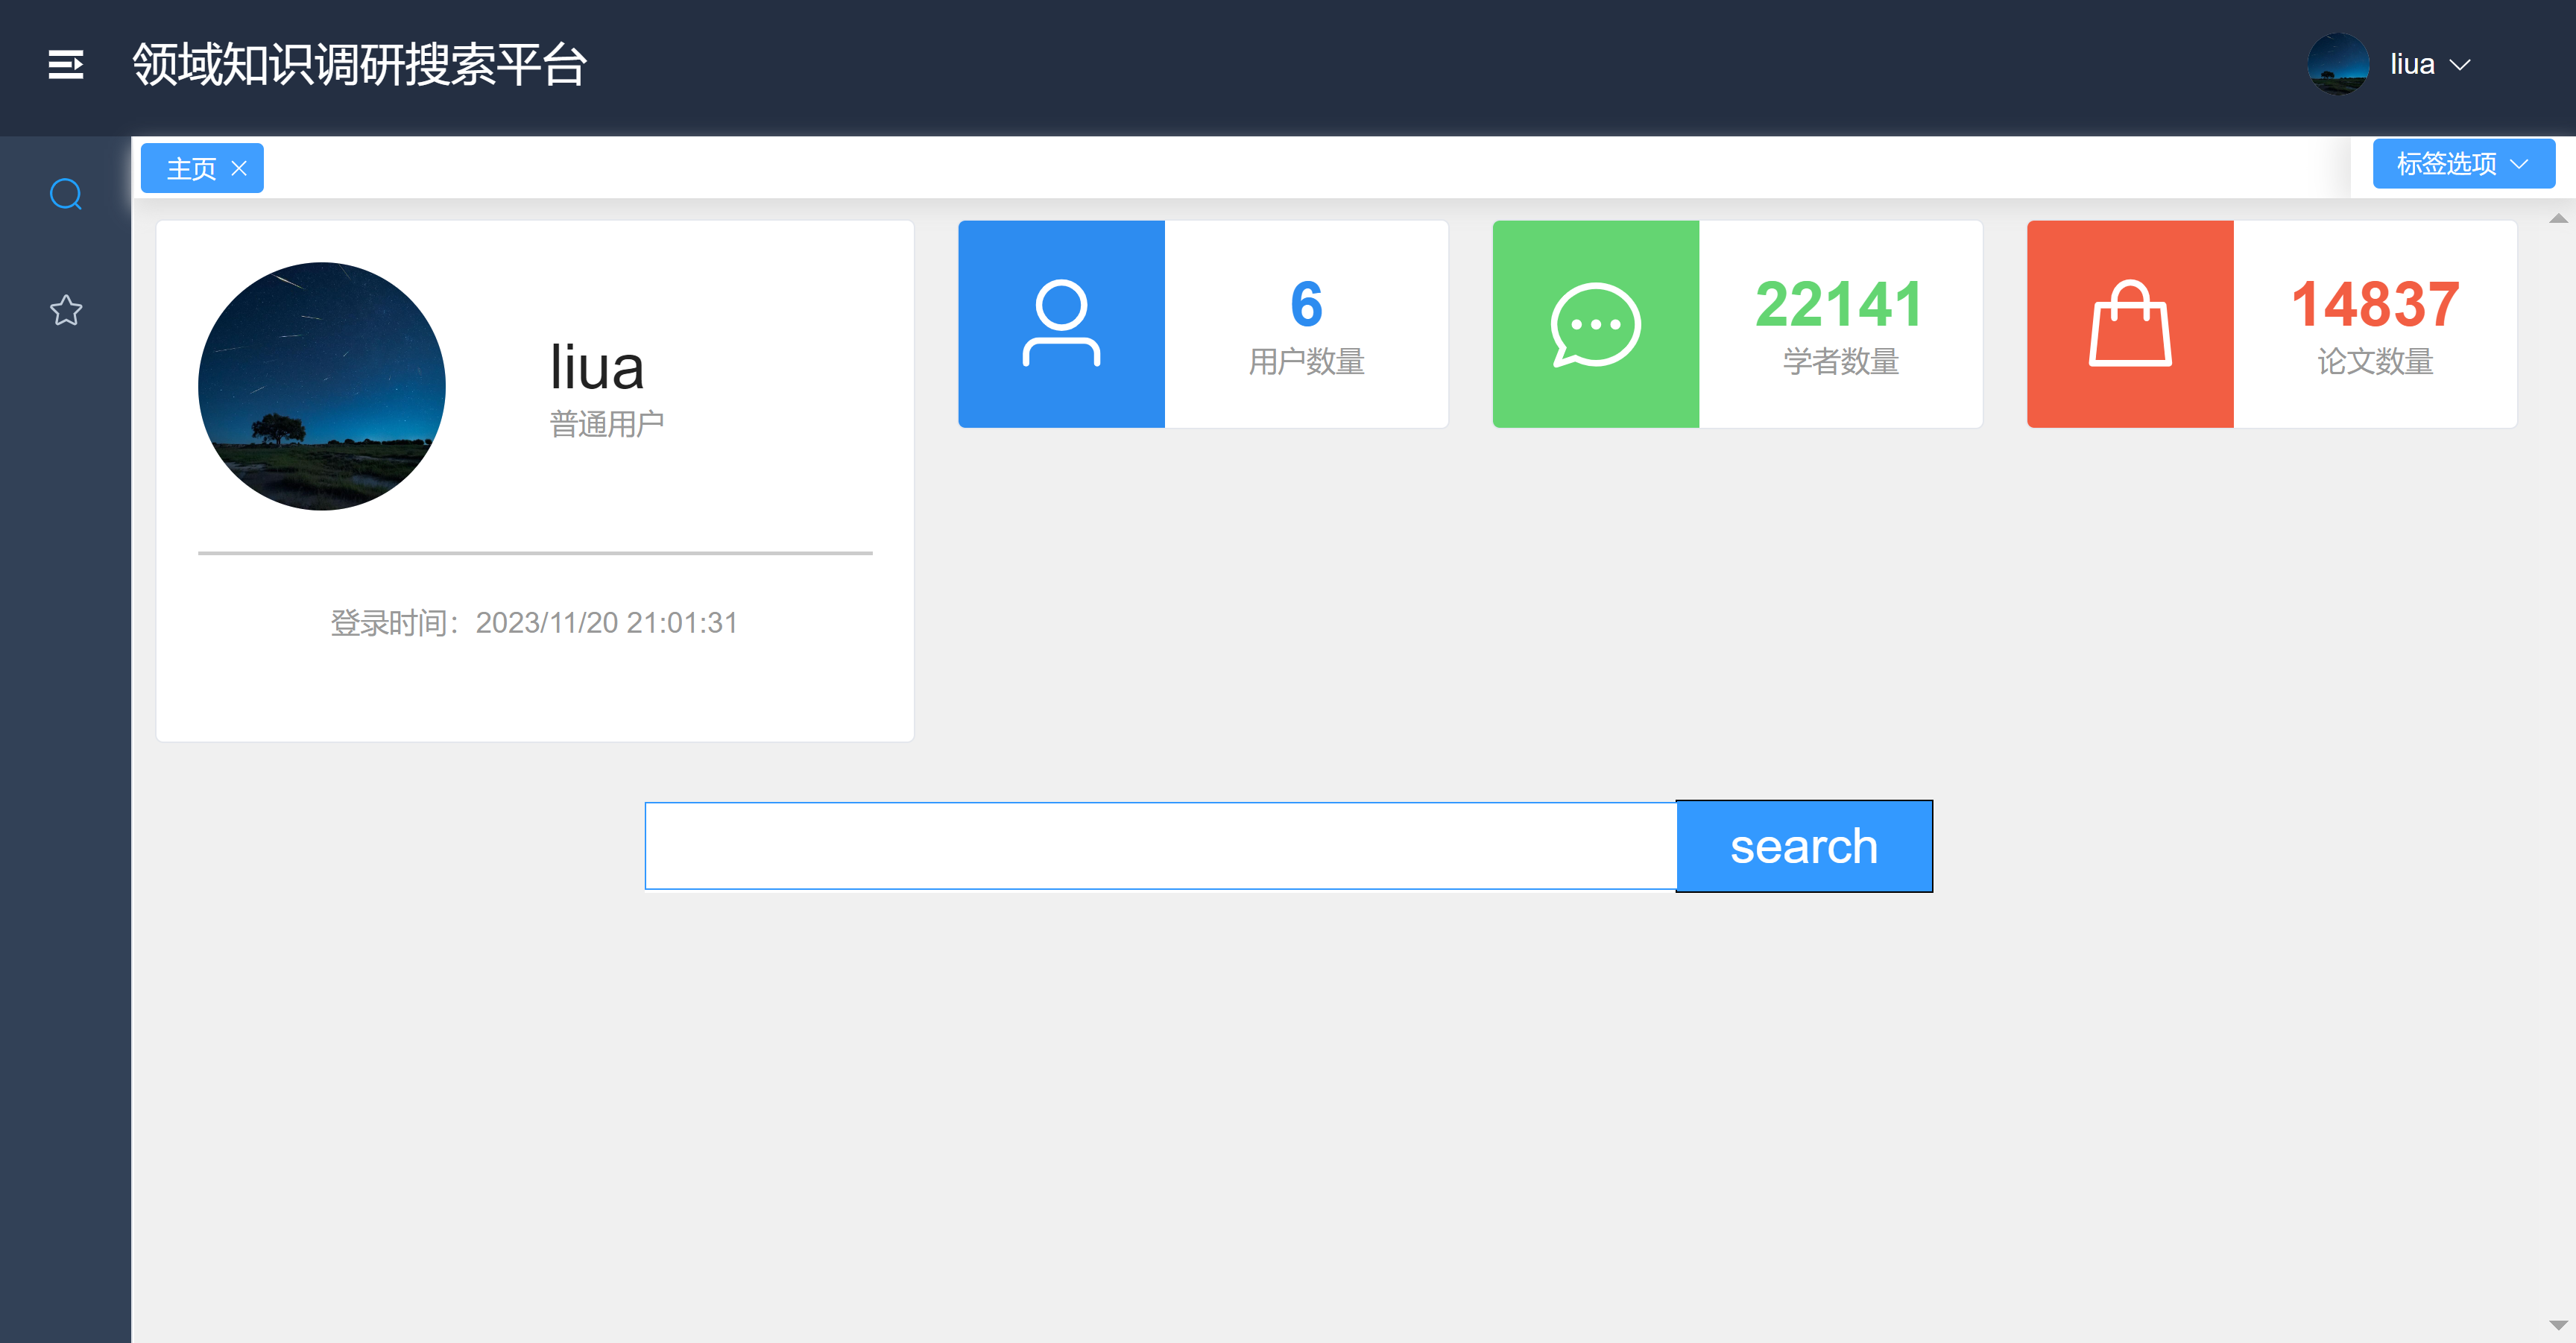 领域知识调研搜索平台
liua
主页
标签选项
liua
普通用户
登录时间：2023/11/20 21:01:31
6
用户数量
22141
学者数量
14837
论文数量
search